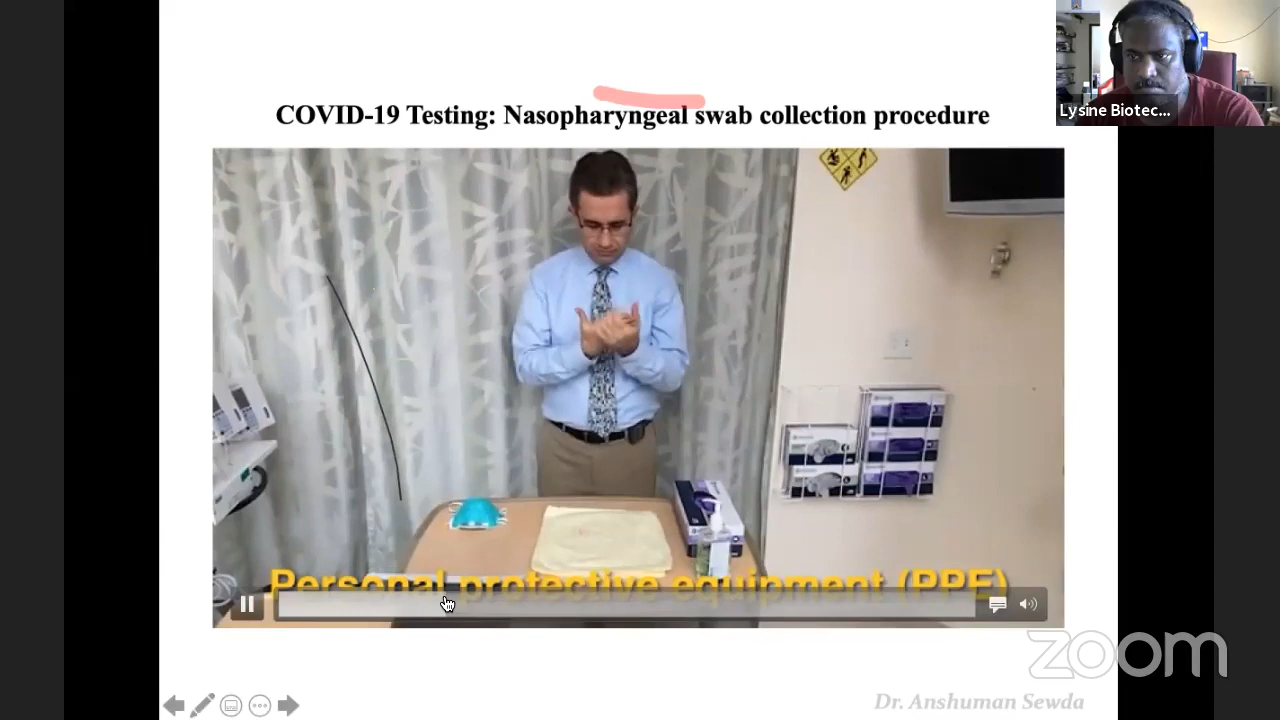 COVID-19 Testing: Nasopharyngeal swab collection procedure
Lysine Biotec...
Personal protective equipment (PPE)
zoom
Dr. Anshuman Sewda